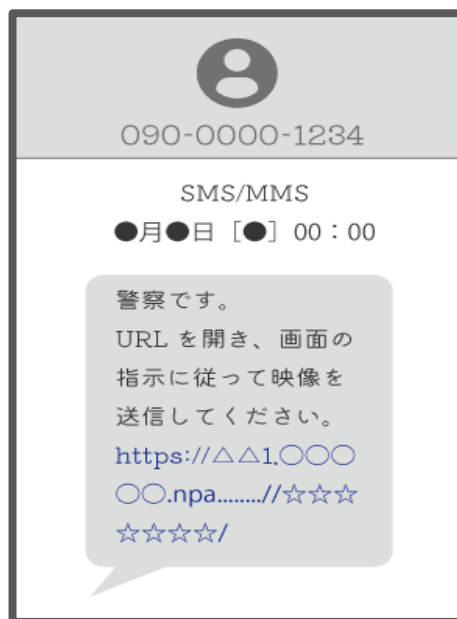 090-0000-1234
SMS/MMS
●月●日［●］00：00
警察です。
URL を開き、画面の
指示に従って映像を
送信してください。
https://△△1.○○○
○○.npa........//☆☆☆
☆☆☆☆/